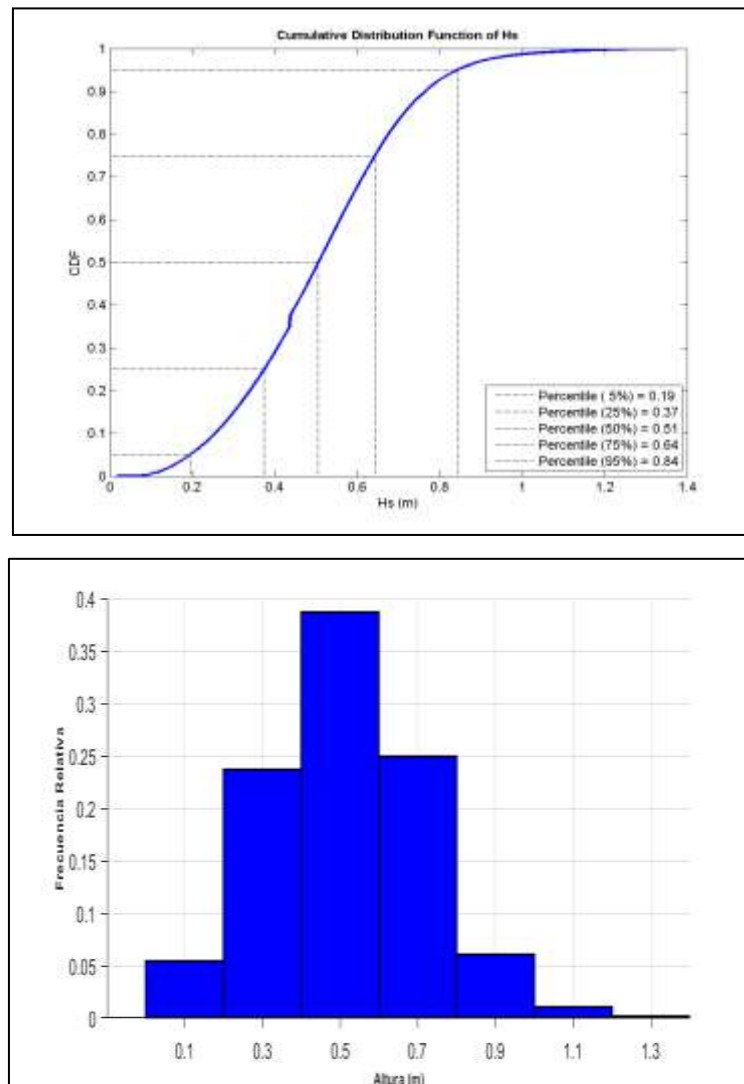 Cumulative Distribution Function of Hs
1
0.9
0.8
0.7
0.6
0.5
0.4
0.3
0.2
0.1
0
CDF
Percentile ( 5%) = 0.19
Percentile (25%) = 0.37
Percentile (50%) = 0.51
Percentile (75%) = 0.64
Percentile (95%) = 0.84
0 0.2 0.4 0.6 0.8 1 1.2 1.4
Hs (m)
0.4
0.35
0.3
0.25
0.2
0.15
0.1
0.05
0
Frecuencia Relativa
0.1 0.3 0.5 0.7 0.9 1.1 1.3
Altura (m)